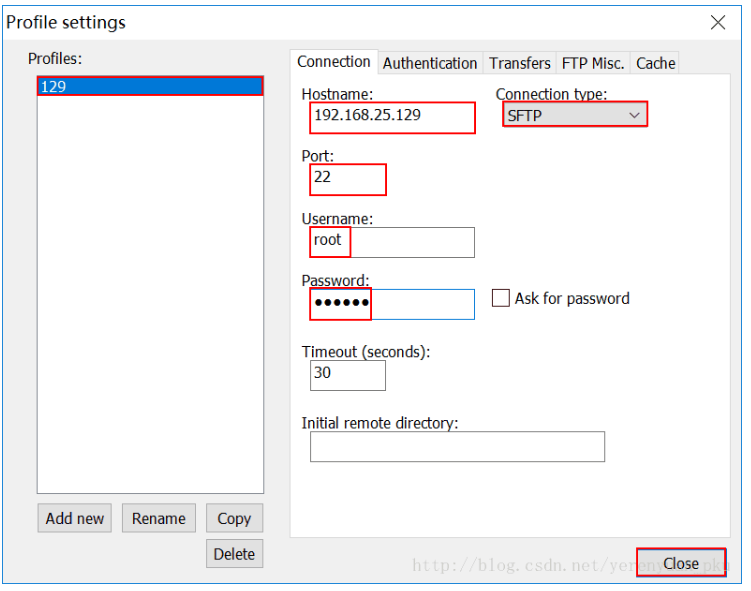 Profile settings
Profiles:
129
Connection Authentication Transfers FTP Misc. Cache
Hostname: Connection type:
192.168.25.129 SFTP
Port:
22
Username:
root
Password:
●●●●●● Ask for password
Timeout (seconds):
30
Initial remote directory:
Add new Rename Copy
Delete
http://blog.csdn.net/
Close